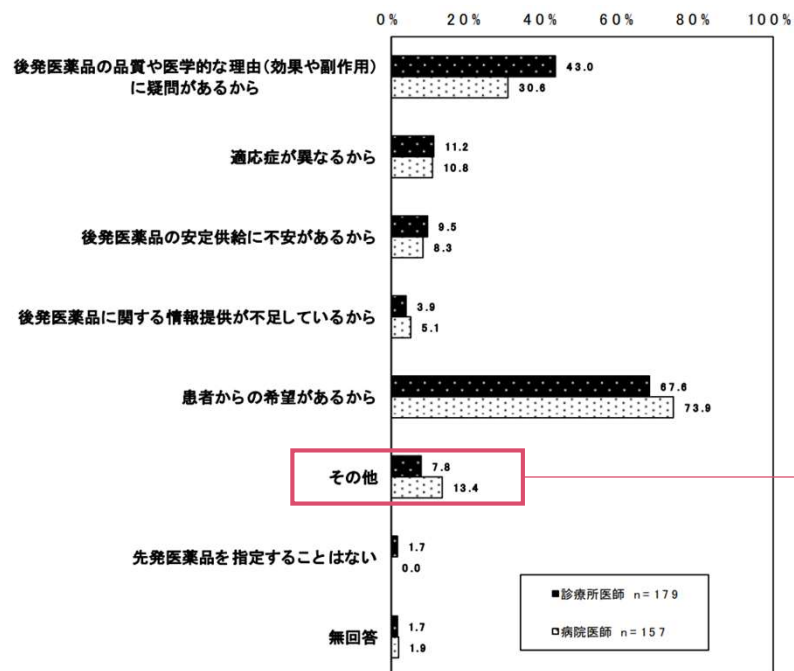 0% 20% 40% 60% 80% 100%
後発医薬品の品質や医学的な理由(効果や副作用)
に疑問があるから
43.0
30.6
適応症が異なるから
11.2
10.8
後発医薬品の安定供給に不安があるから
9.5
8.3
後発医薬品に関する情報提供が不足しているから
3.9
5.1
患者からの希望があるから
67.6
73.9
その他
7.8
13.4
先発医薬品を指定することはない
1.7
0.0
無回答
1.7
1.9
診療所医師 n=179
病院医師 n=157